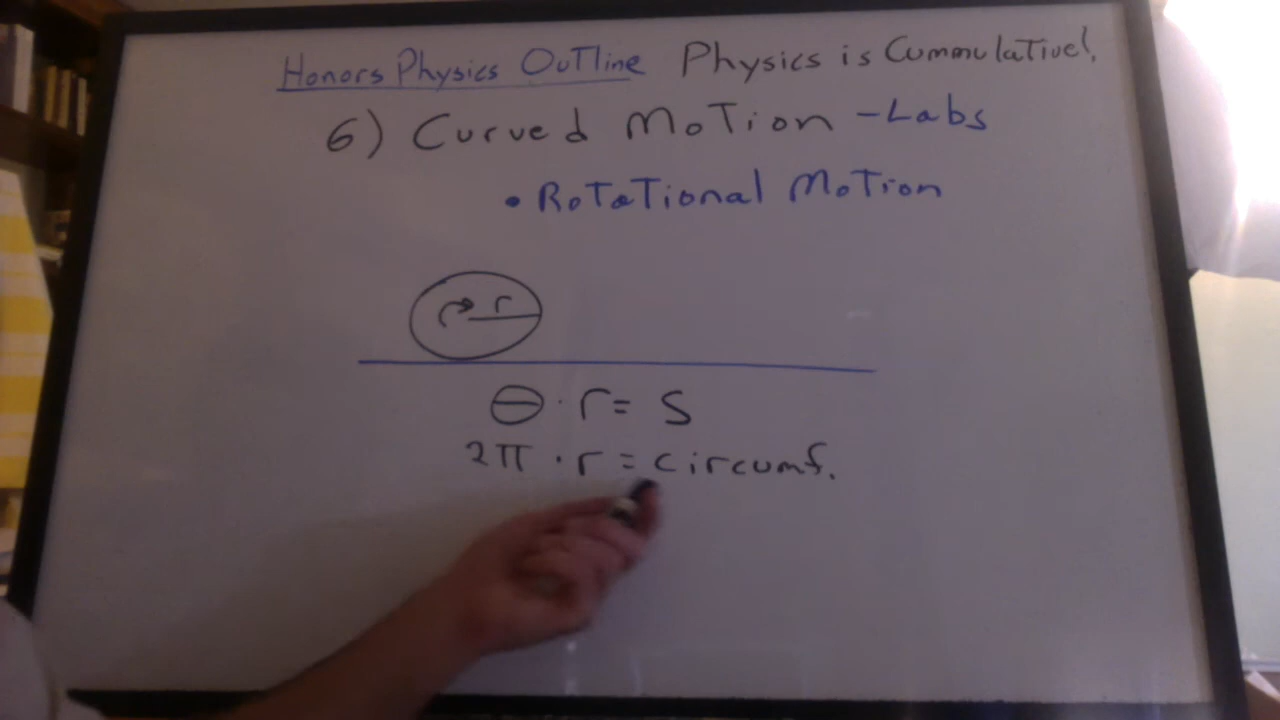 Honors Physics Outline Physics is Cummulative!,
6) Curved Motion - Labs
• Rotational Motion
r
θ · r = S
2π · r = circumf.